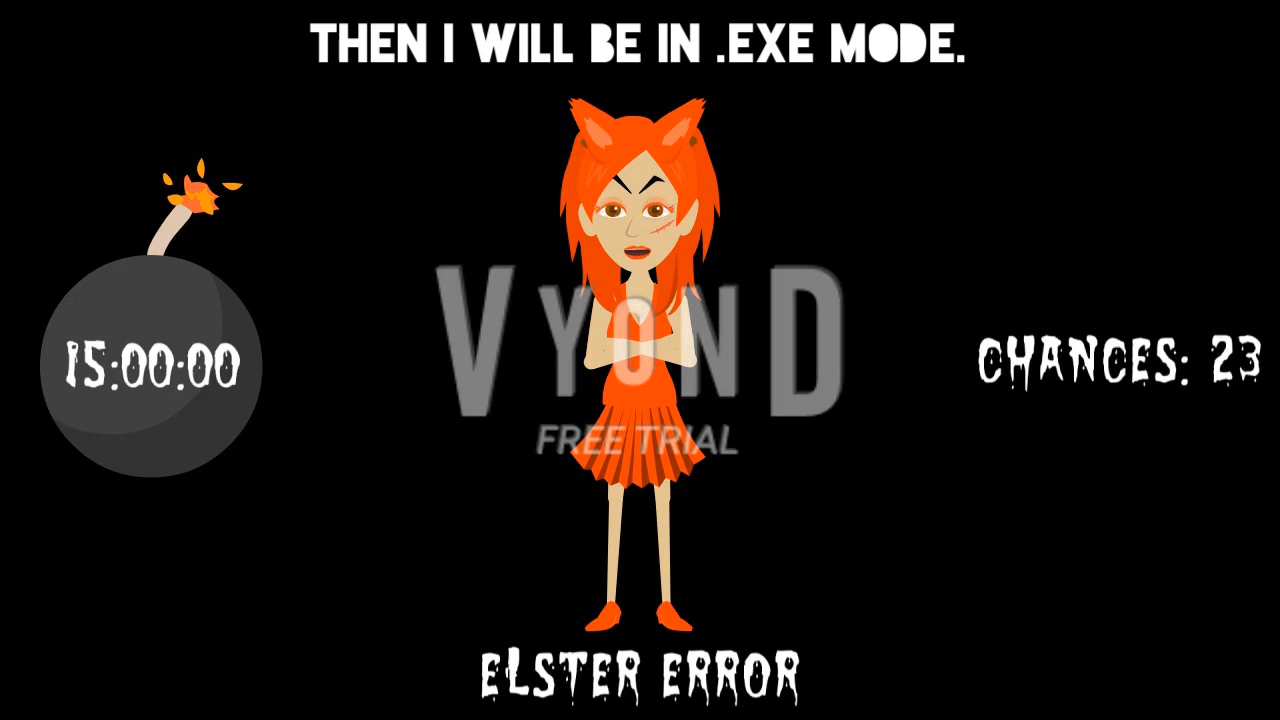 THEN I WILL BE IN .EXE MODE.
15:00:00
VYOND
FREE TRIAL
CHANCES: 23
ELSTER ERROR